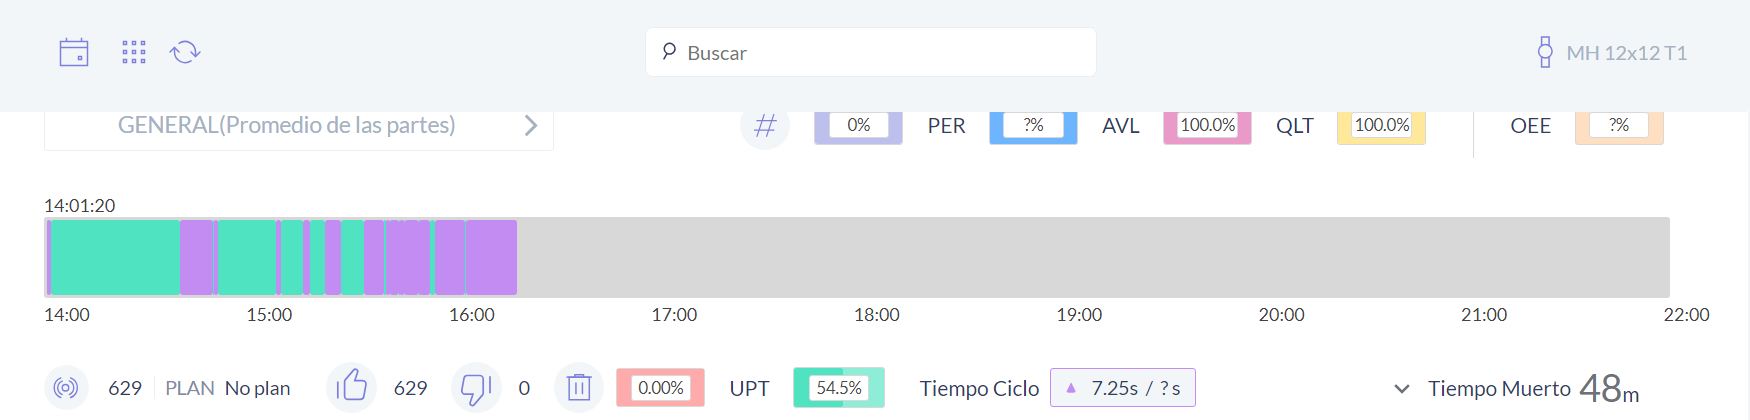 Buscar
MH 12x12 T1
GENERAL(Promedio de las partes)
# 0% PER ?% AVL 100.0% QLT 100.0% OEE ?%
14:01:20
14:00 15:00 16:00 17:00 18:00 19:00 20:00 21:00 22:00
629 PLAN No plan 629 0 0.00% UPT 54.5% Tiempo Ciclo ▲ 7.25s / ? s Tiempo Muerto 48m